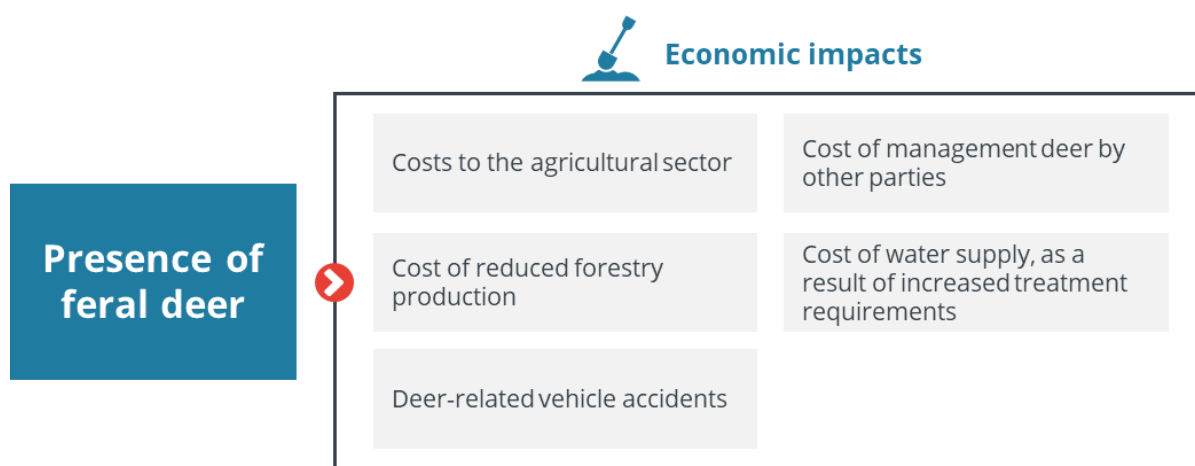 Economic impacts
Presence of
feral deer
Costs to the agricultural sector
Cost of management deer by
other parties
Cost of reduced forestry
production
Cost of water supply, as a
result of increased treatment
requirements
Deer-related vehicle accidents